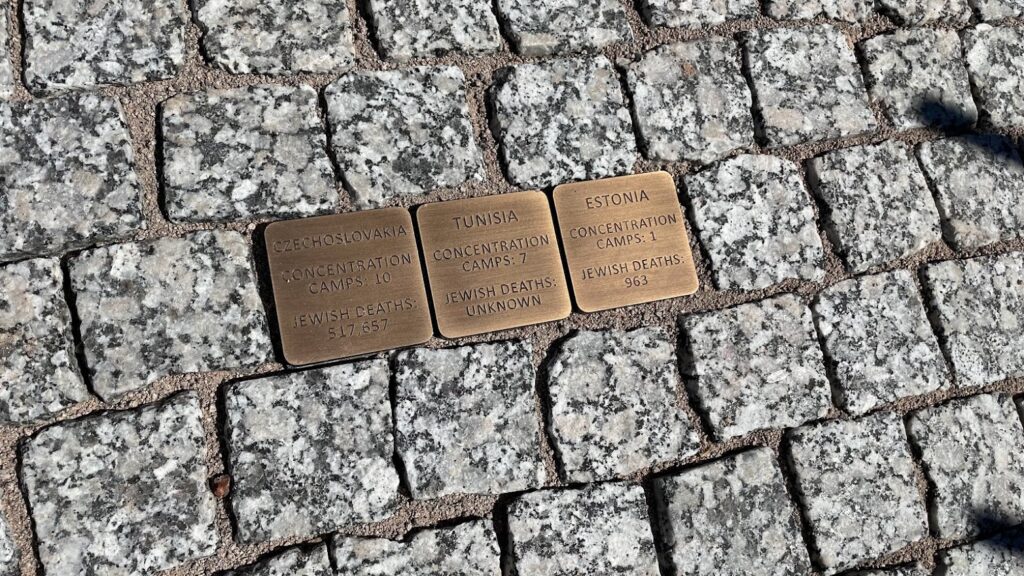 CZECHOSLOVAKIA
CONCENTRATION
CAMPS: 10
JEWISH DEATHS:
517 657
TUNISIA
CONCENTRATION
CAMPS: 7
JEWISH DEATHS:
UNKNOWN
ESTONIA
CONCENTRATION
CAMPS: 1
JEWISH DEATHS:
963